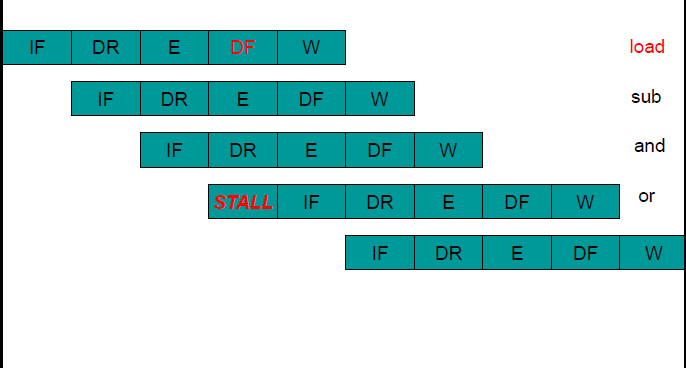 IF DR E DF W load
IF DR E DF W sub
IF DR E DF W and
STALL IF DR E DF W or
IF DR E DF W